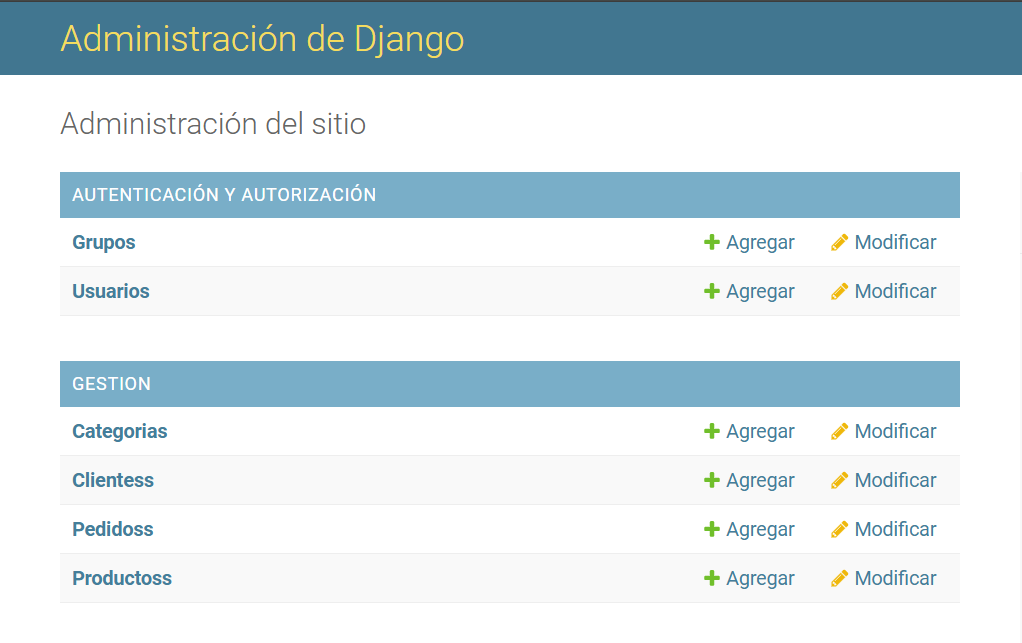 Administración de Django
Administración del sitio
AUTENTICACIÓN Y AUTORIZACIÓN
Grupos Agregar Modificar
Usuarios Agregar Modificar
GESTION
Categorias Agregar Modificar
Clientess Agregar Modificar
Pedidoss Agregar Modificar
Productoss Agregar Modificar